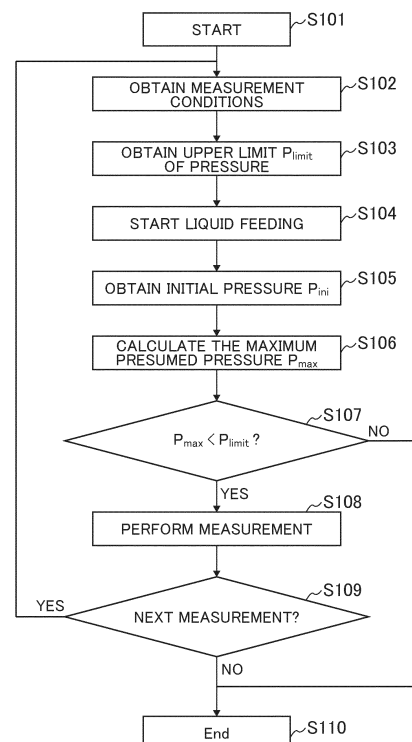 START
S101
OBTAIN MEASUREMENT
CONDITIONS
S102
OBTAIN UPPER LIMIT Plimit
OF PRESSURE
S103
START LIQUID FEEDING
S104
OBTAIN INITIAL PRESSURE Pini
S105
CALCULATE THE MAXIMUM
PRESUMED PRESSURE Pmax
S106
S107
Pmax < Plimit ?
NO
YES
S108
PERFORM MEASUREMENT
S109
YES
NEXT MEASUREMENT?
NO
End
S110